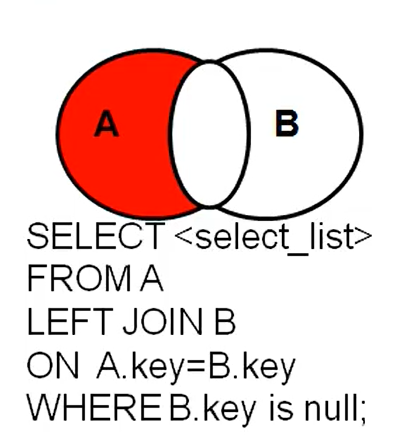 A B
SELECT <select_list>
FROM A
LEFT JOIN B
ON A.key=B.key
WHERE B.key is null;